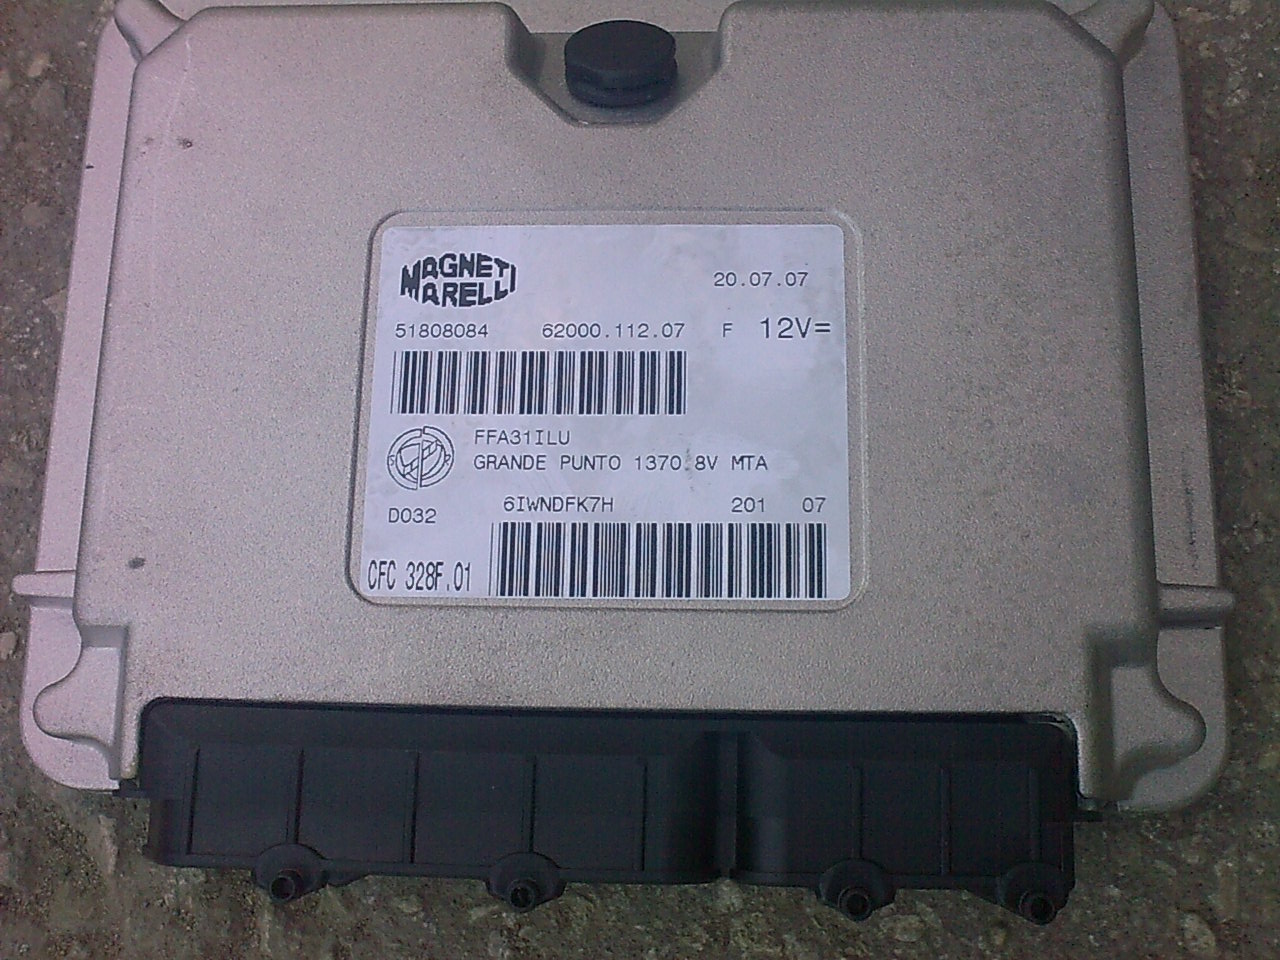 MAGNETI
MARELLI
20.07.07
51808084 62000.112.07 F 12V=
FFA31ILU
GRANDE PUNTO 1370 8V MTA
6IWNDFK7H 201 07
D032
CFC 328F.01